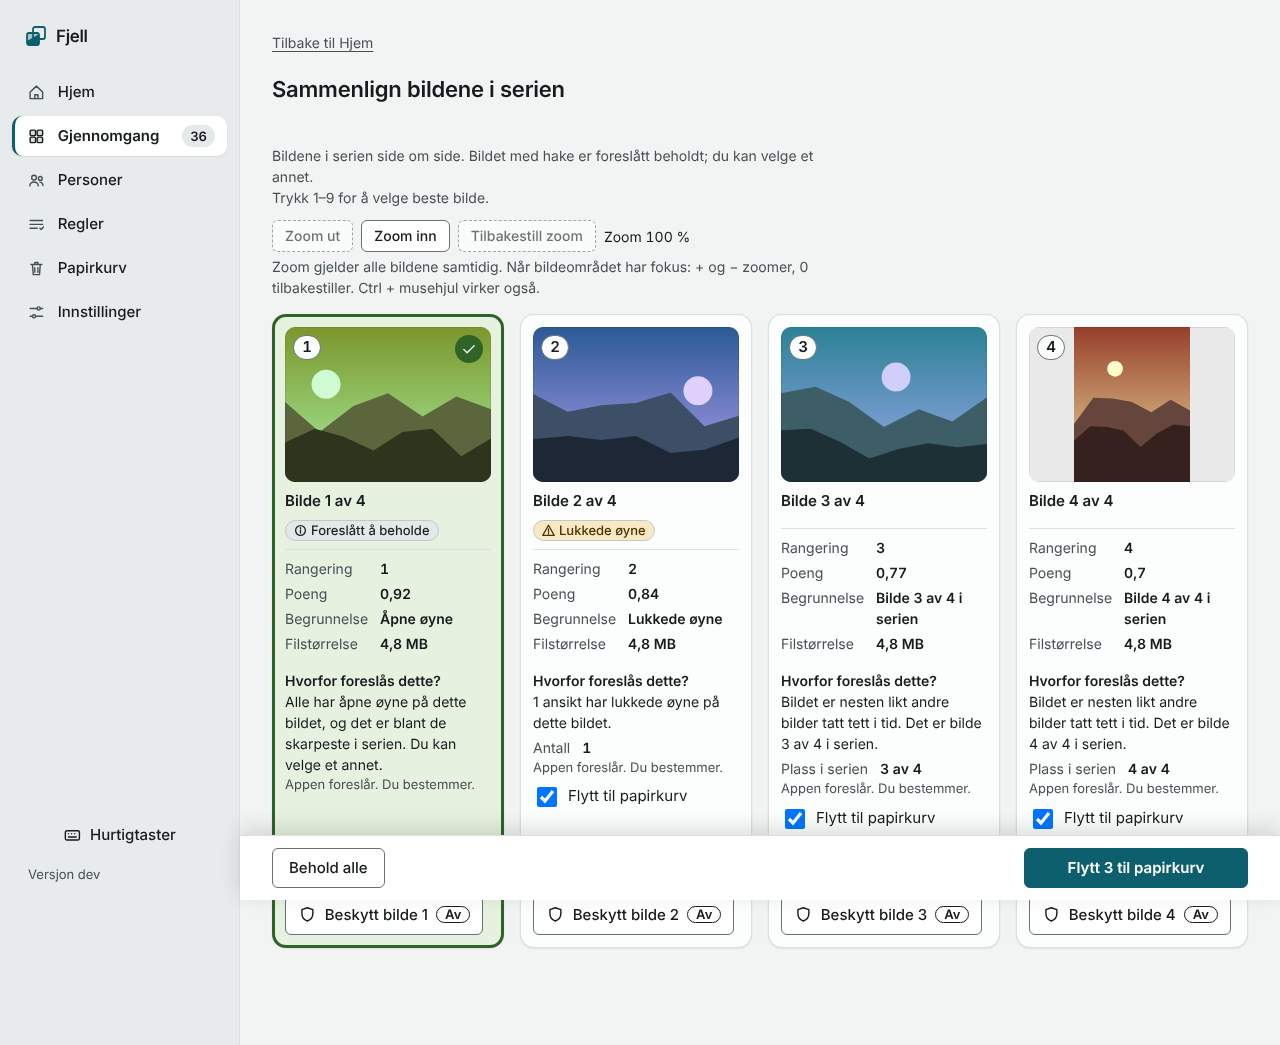 Fjell
Hjem
Gjennomgang 36
Personer
Regler
Papirkurv
Innstillinger
Hurtigtaster
Versjon dev
Tilbake til Hjem
Sammenlign bildene i serien
Bildene i serien side om side. Bildet med hake er foreslått beholdt; du kan velge et
annet.
Trykk 1–9 for å velge beste bilde.
Zoom ut Zoom inn Tilbakestill zoom Zoom 100 %
Zoom gjelder alle bildene samtidig. Når bildeområdet har fokus: + og − zoomer, 0
tilbakestiller. Ctrl + musehjul virker også.
1
Bilde 1 av 4
Foreslått å beholde
Rangering 1
Poeng 0,92
Begrunnelse Åpne øyne
Filstørrelse 4,8 MB
Hvorfor foreslås dette?
Alle har åpne øyne på dette
bildet, og det er blant de
skarpeste i serien. Du kan
velge et annet.
Appen foreslår. Du bestemmer.
Beskytt bilde 1 Av
2
Bilde 2 av 4
Lukkede øyne
Rangering 2
Poeng 0,84
Begrunnelse Lukkede øyne
Filstørrelse 4,8 MB
Hvorfor foreslås dette?
1 ansikt har lukkede øyne på
dette bildet.
Antall 1
Appen foreslår. Du bestemmer.
Flytt til papirkurv
Beskytt bilde 2 Av
3
Bilde 3 av 4
Rangering 3
Poeng 0,77
Begrunnelse Bilde 3 av 4 i
serien
Filstørrelse 4,8 MB
Hvorfor foreslås dette?
Bildet er nesten likt andre
bilder tatt tett i tid. Det er bilde
3 av 4 i serien.
Plass i serien 3 av 4
Appen foreslår. Du bestemmer.
Flytt til papirkurv
Beskytt bilde 3 Av
4
Bilde 4 av 4
Rangering 4
Poeng 0,7
Begrunnelse Bilde 4 av 4 i
serien
Filstørrelse 4,8 MB
Hvorfor foreslås dette?
Bildet er nesten likt andre
bilder tatt tett i tid. Det er bilde
4 av 4 i serien.
Plass i serien 4 av 4
Appen foreslår. Du bestemmer.
Flytt til papirkurv
Beskytt bilde 4 Av
Behold alle
Flytt 3 til papirkurv